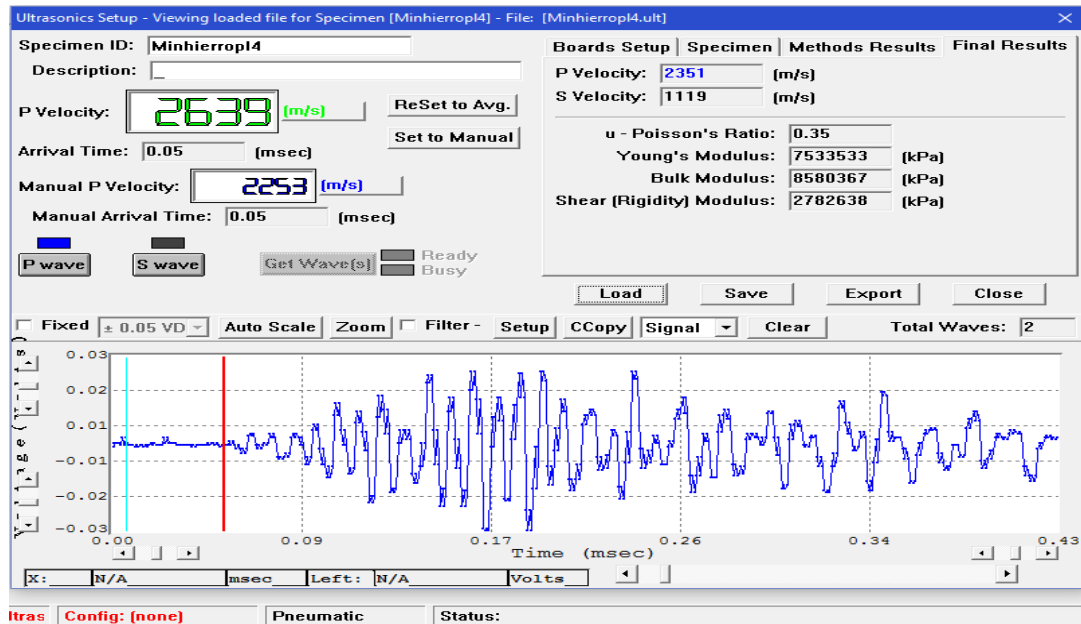 Ultrasonics Setup - Viewing loaded file for Specimen [Minhierropl4] - File: [Minhierropl4.ult]
Specimen ID: Minhierropl4
Description: _
P Velocity: 2639 (m/s)
ReSet to Avg.
Set to Manual
Arrival Time: 0.05 (msec)
Manual P Velocity: 2253 (m/s)
Manual Arrival Time: 0.05 (msec)
P wave S wave Get Wave(s) Ready
Busy
Boards Setup Specimen Methods Results Final Results
P Velocity: 2351 (m/s)
S Velocity: 1119 (m/s)
u - Poisson's Ratio: 0.35
Young's Modulus: 7533533 (kPa)
Bulk Modulus: 8580367 (kPa)
Shear (Rigidity) Modulus: 2782638 (kPa)
Load Save Export Close
Fixed ± 0.05 VD Auto Scale Zoom Filter - Setup CCopy Signal Clear Total Waves: 2
0.03
0.02
0.01
-0.01
-0.02
-0.03
0.00 0.09 0.17 0.26 0.34 0.43
Time (msec)
X: N/A msec Left: N/A Volts
ltras Config: (none) Pneumatic Status: